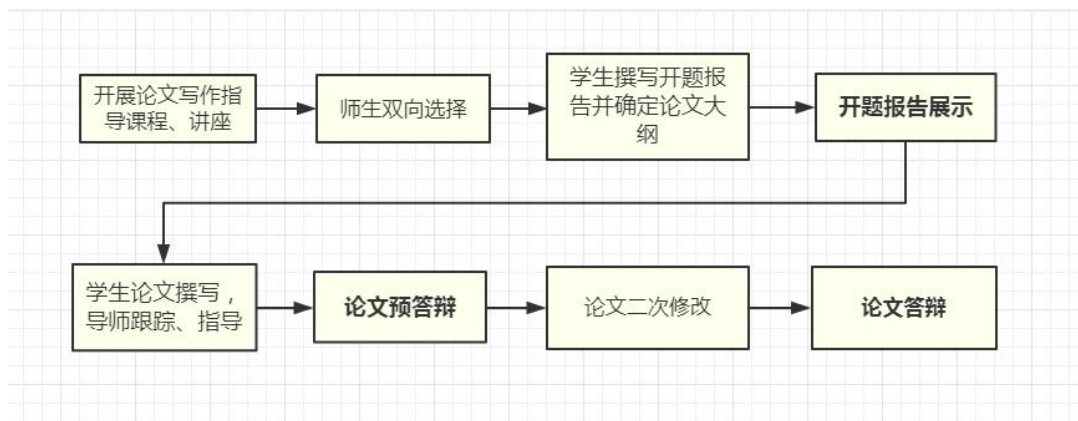 开展论文写作指
导课程、讲座
师生双向选择
学生撰写开题报
告并确定论文大
纲
开题报告展示
学生论文撰写，
导师跟踪、指导
论文预答辩
论文二次修改
论文答辩